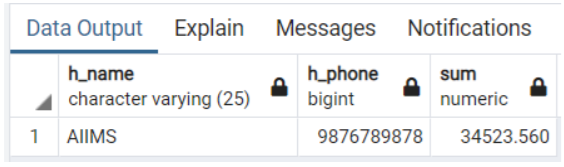 Data Output Explain Messages Notifications
h_name h_phone sum
character varying (25) bigint numeric
1 AIIMS 9876789878 34523.560